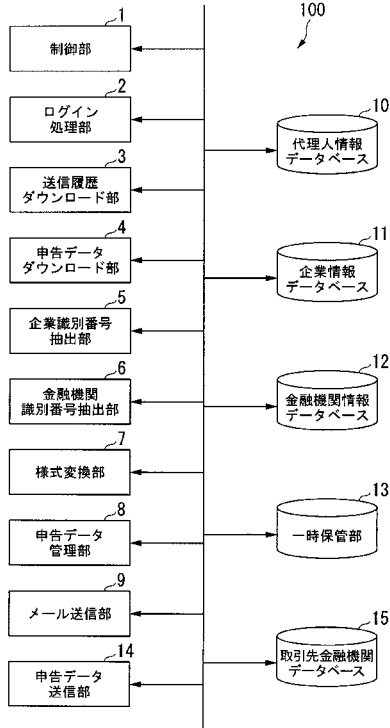 100
1
制御部
2
ログイン
処理部
3
送信履歴
ダウンロード部
4
申告データ
ダウンロード部
5
企業識別番号
抽出部
6
金融機関
識別番号抽出部
7
様式変換部
8
申告データ
管理部
9
メール送信部
14
申告データ
送信部
10
代理人情報
データベース
11
企業情報
データベース
12
金融機関情報
データベース
13
一時保管部
15
取引先金融機関
データベース